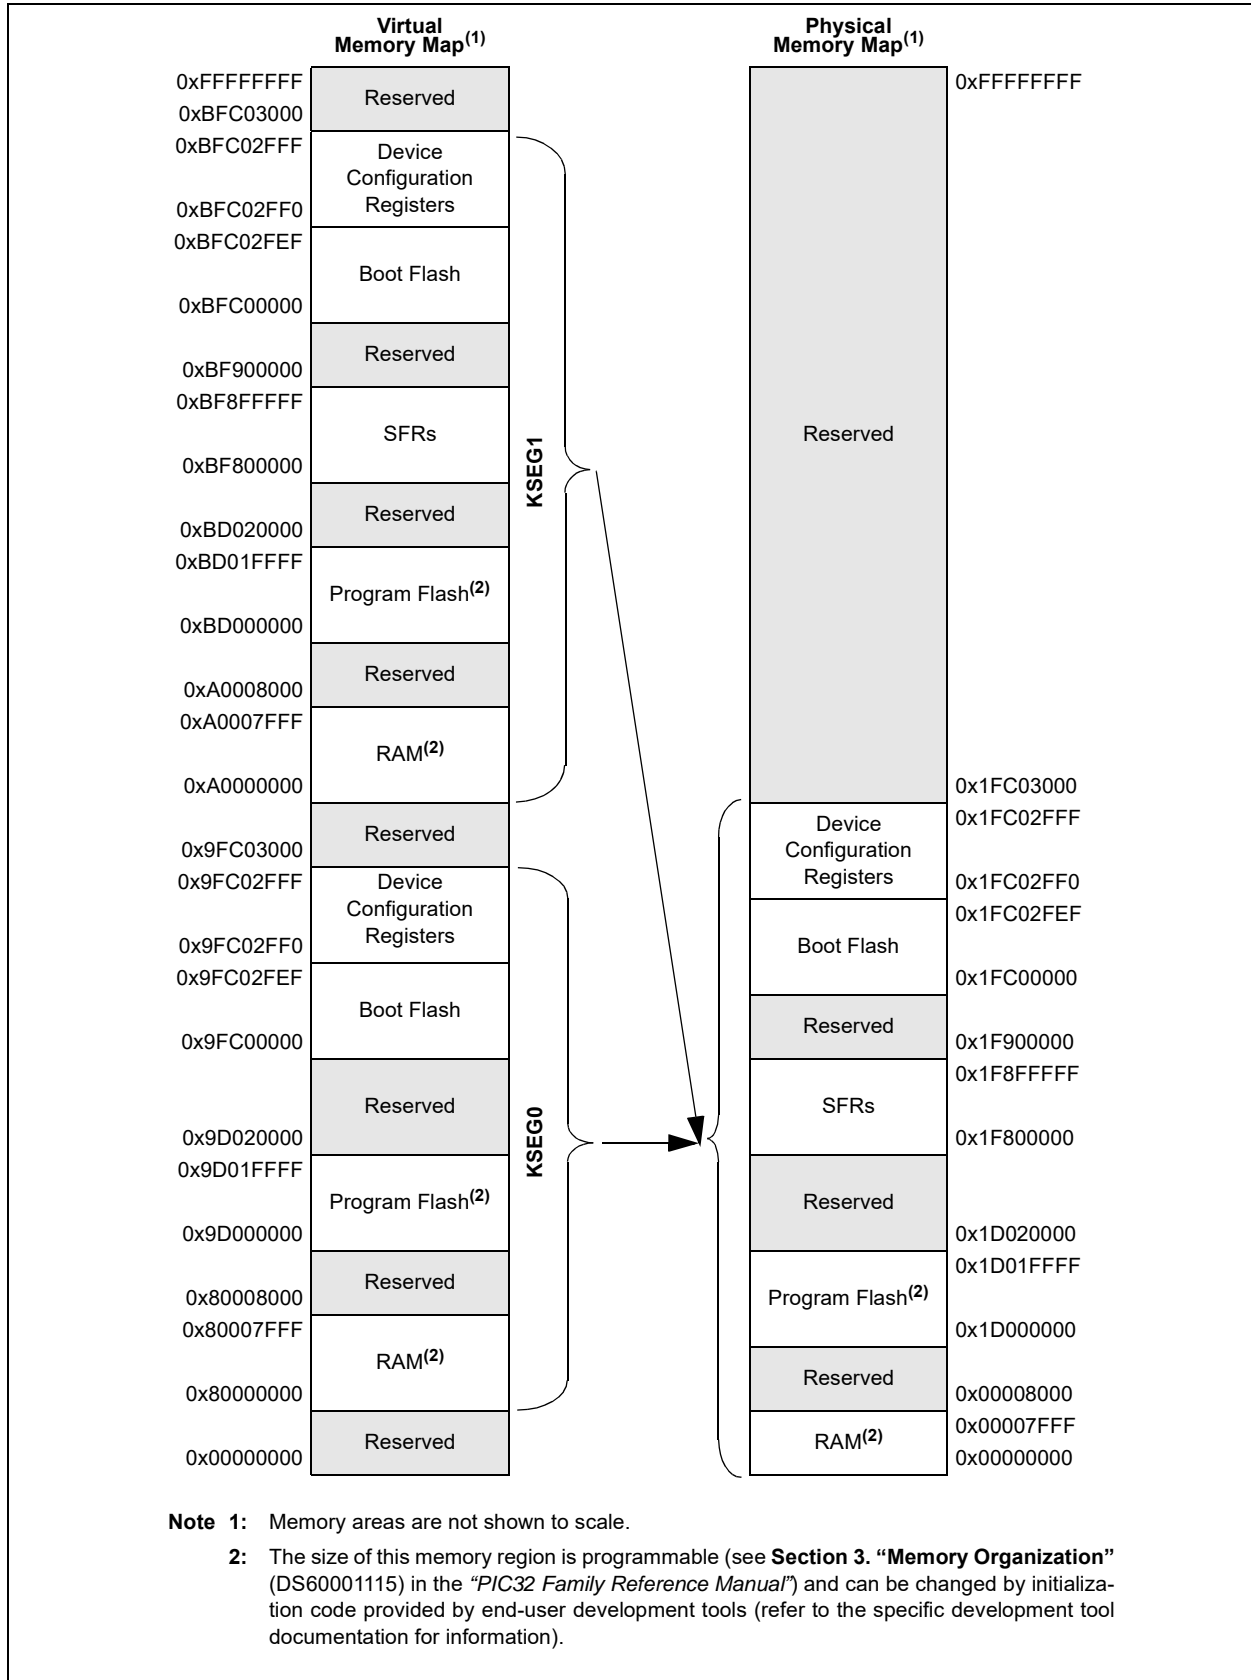 Virtual
Memory Map(1)
Physical
Memory Map(1)
0xFFFFFFFF
Reserved
0xBFC03000
0xBFC02FFF
Device
Configuration
Registers
0xBFC02FF0
0xBFC02FEF
Boot Flash
0xBFC00000
Reserved
0xBF900000
0xBF8FFFFF
SFRs
0xBF800000
Reserved
0xBD020000
0xBD01FFFF
Program Flash(2)
0xBD000000
Reserved
0xA0008000
0xA0007FFF
RAM(2)
0xA0000000
KSEG1
Reserved
0x9FC03000
0x9FC02FFF
Device
Configuration
Registers
0x9FC02FF0
0x9FC02FEF
Boot Flash
0x9FC00000
Reserved
0x9D020000
0x9D01FFFF
Program Flash(2)
0x9D000000
Reserved
0x80008000
0x80007FFF
RAM(2)
0x80000000
KSEG0
Reserved
0x00000000
0xFFFFFFFF
Reserved
0x1FC03000
0x1FC02FFF
Device
Configuration
Registers
0x1FC02FF0
0x1FC02FEF
Boot Flash
0x1FC00000
Reserved
0x1F900000
0x1F8FFFFF
SFRs
0x1F800000
Reserved
0x1D020000
0x1D01FFFF
Program Flash(2)
0x1D000000
Reserved
0x00008000
0x00007FFF
RAM(2)
0x00000000
Note 1: Memory areas are not shown to scale.
2: The size of this memory region is programmable (see Section 3. “Memory Organization”
(DS60001115) in the “PIC32 Family Reference Manual”) and can be changed by initializa-
tion code provided by end-user development tools (refer to the specific development tool
documentation for information).